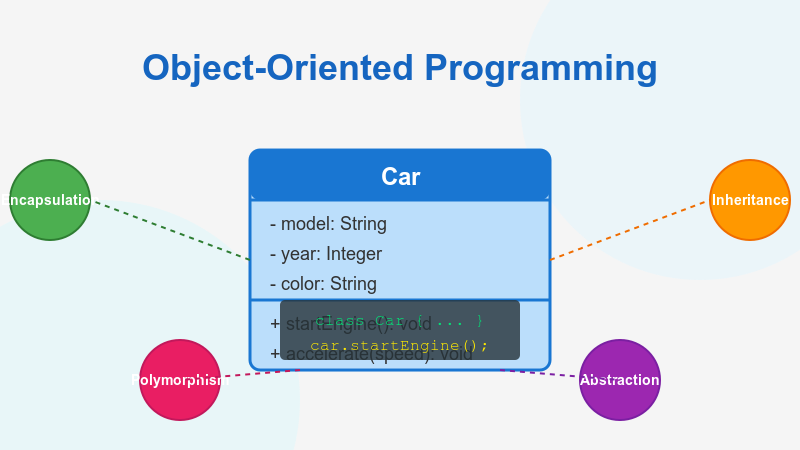 Object-Oriented Programming
Car
Encapsulatio
Inheritance
- model: String
- year: Integer
- color: String
+ startEngine(): void
class Car { ... }
car.startEngine();
+ accelerate(speed): void
Polymorphism
Abstraction